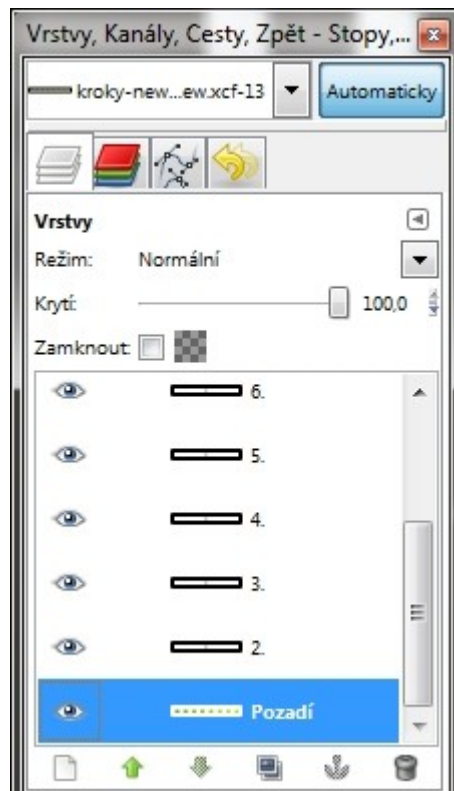 Vrstvy, Kanály, Cesty, Zpět - Stopy,...
kroky-new...ew.xcf-13 Automaticky
Vrstvy
Režim: Normální
Krytí: 100,0
Zamknout:
6.
5.
4.
3.
2.
Pozadí